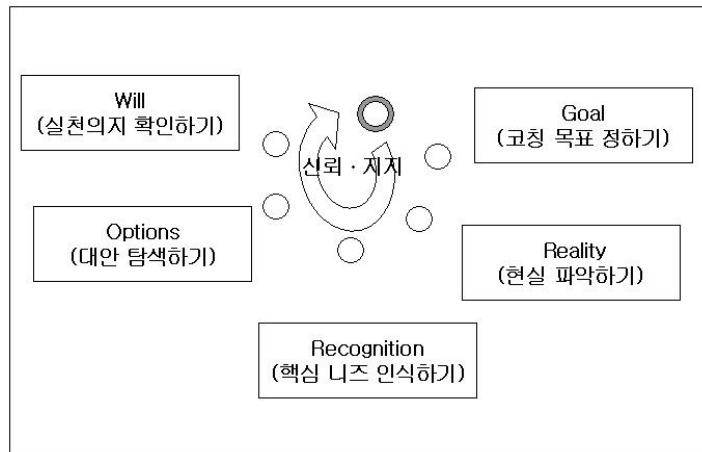 Will
(실천의지 확인하기)
Goal
(코칭 목표 정하기)
신뢰 · 지지
Options
(대안 탐색하기)
Reality
(현실 파악하기)
Recognition
(핵심 니즈 인식하기)